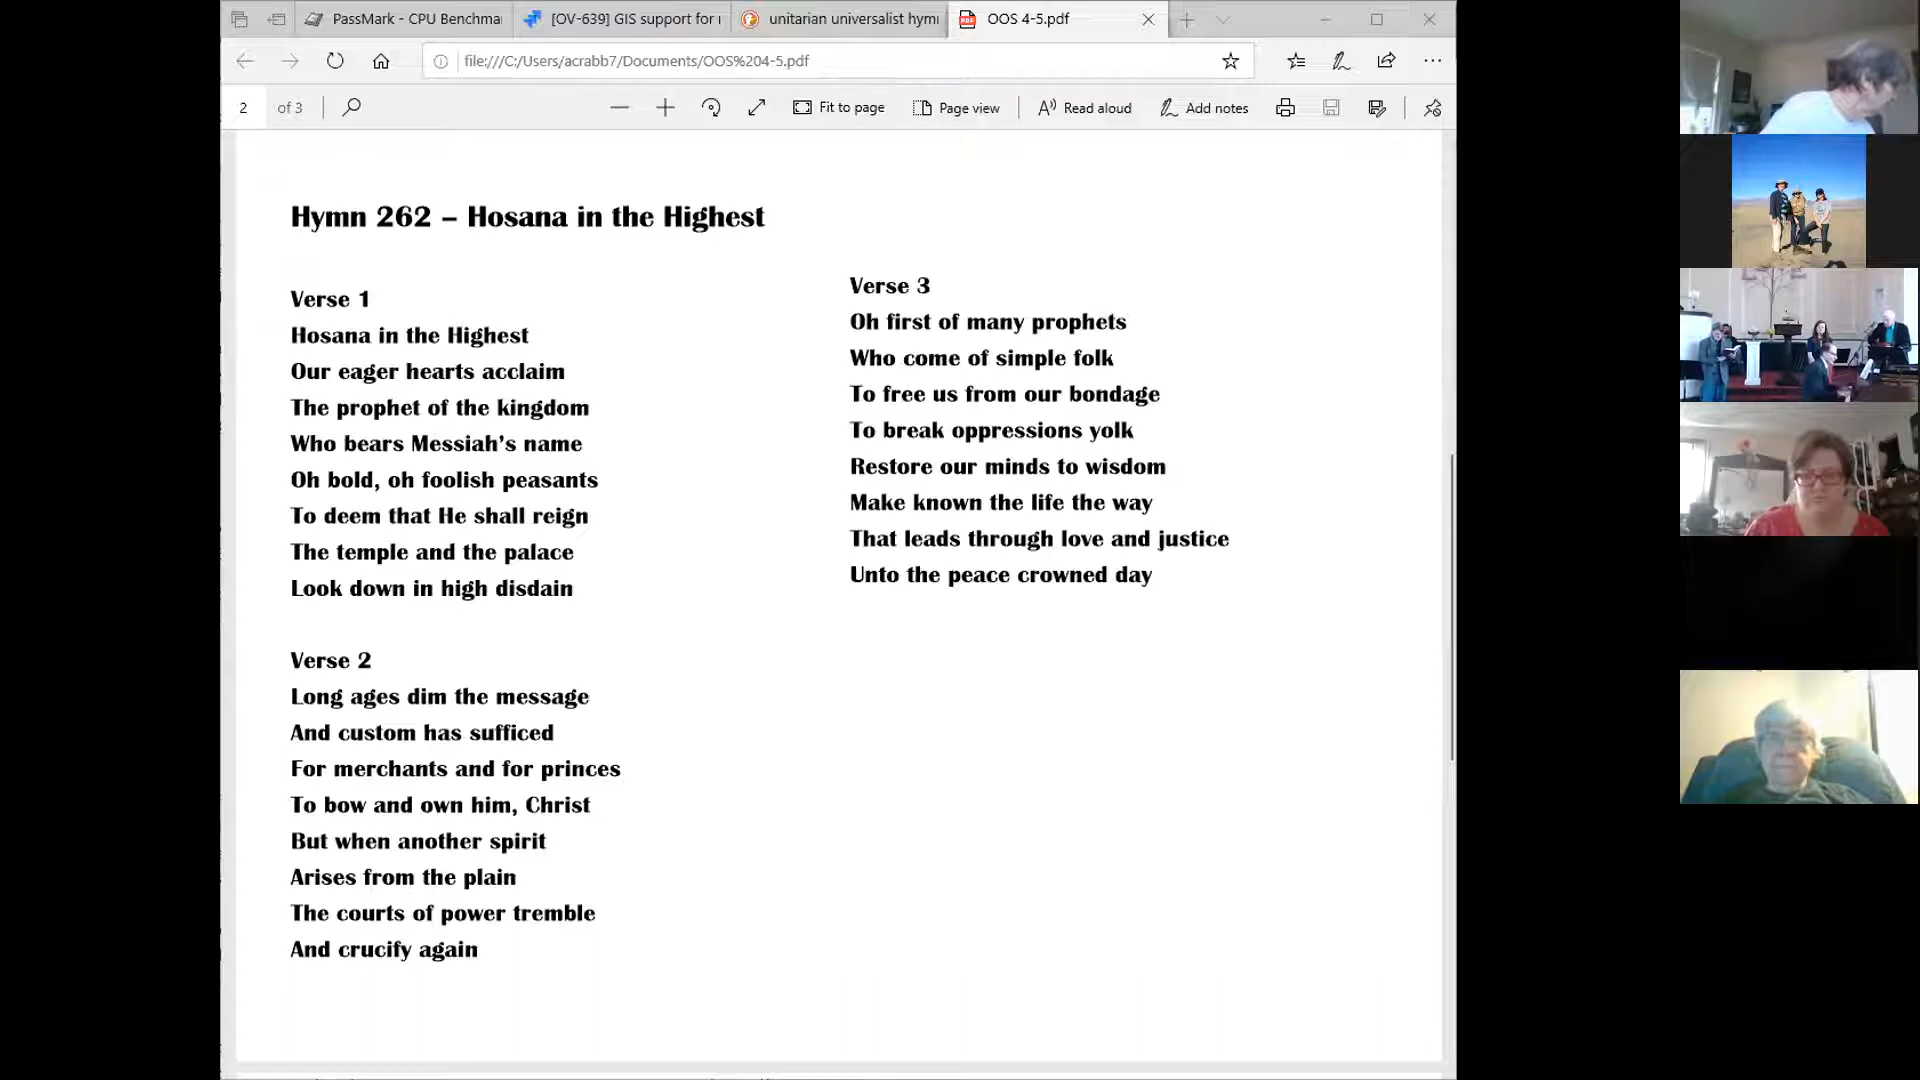 PassMark - CPU Benchma
[OV-639] GIS support for
unitarian universalist hym
OOS 4-5.pdf
file:///C:/Users/acrabb7/Documents/OOS%204-5.pdf
2 of 3
Fit to page
Page view
Read aloud
Add notes
Hymn 262 – Hosana in the Highest
Verse 1
Hosana in the Highest
Our eager hearts acclaim
The prophet of the kingdom
Who bears Messiah’s name
Oh bold, oh foolish peasants
To deem that He shall reign
The temple and the palace
Look down in high disdain
Verse 2
Long ages dim the message
And custom has sufficed
For merchants and for princes
To bow and own him, Christ
But when another spirit
Arises from the plain
The courts of power tremble
And crucify again
Verse 3
Oh first of many prophets
Who come of simple folk
To free us from our bondage
To break oppressions yolk
Restore our minds to wisdom
Make known the life the way
That leads through love and justice
Unto the peace crowned day